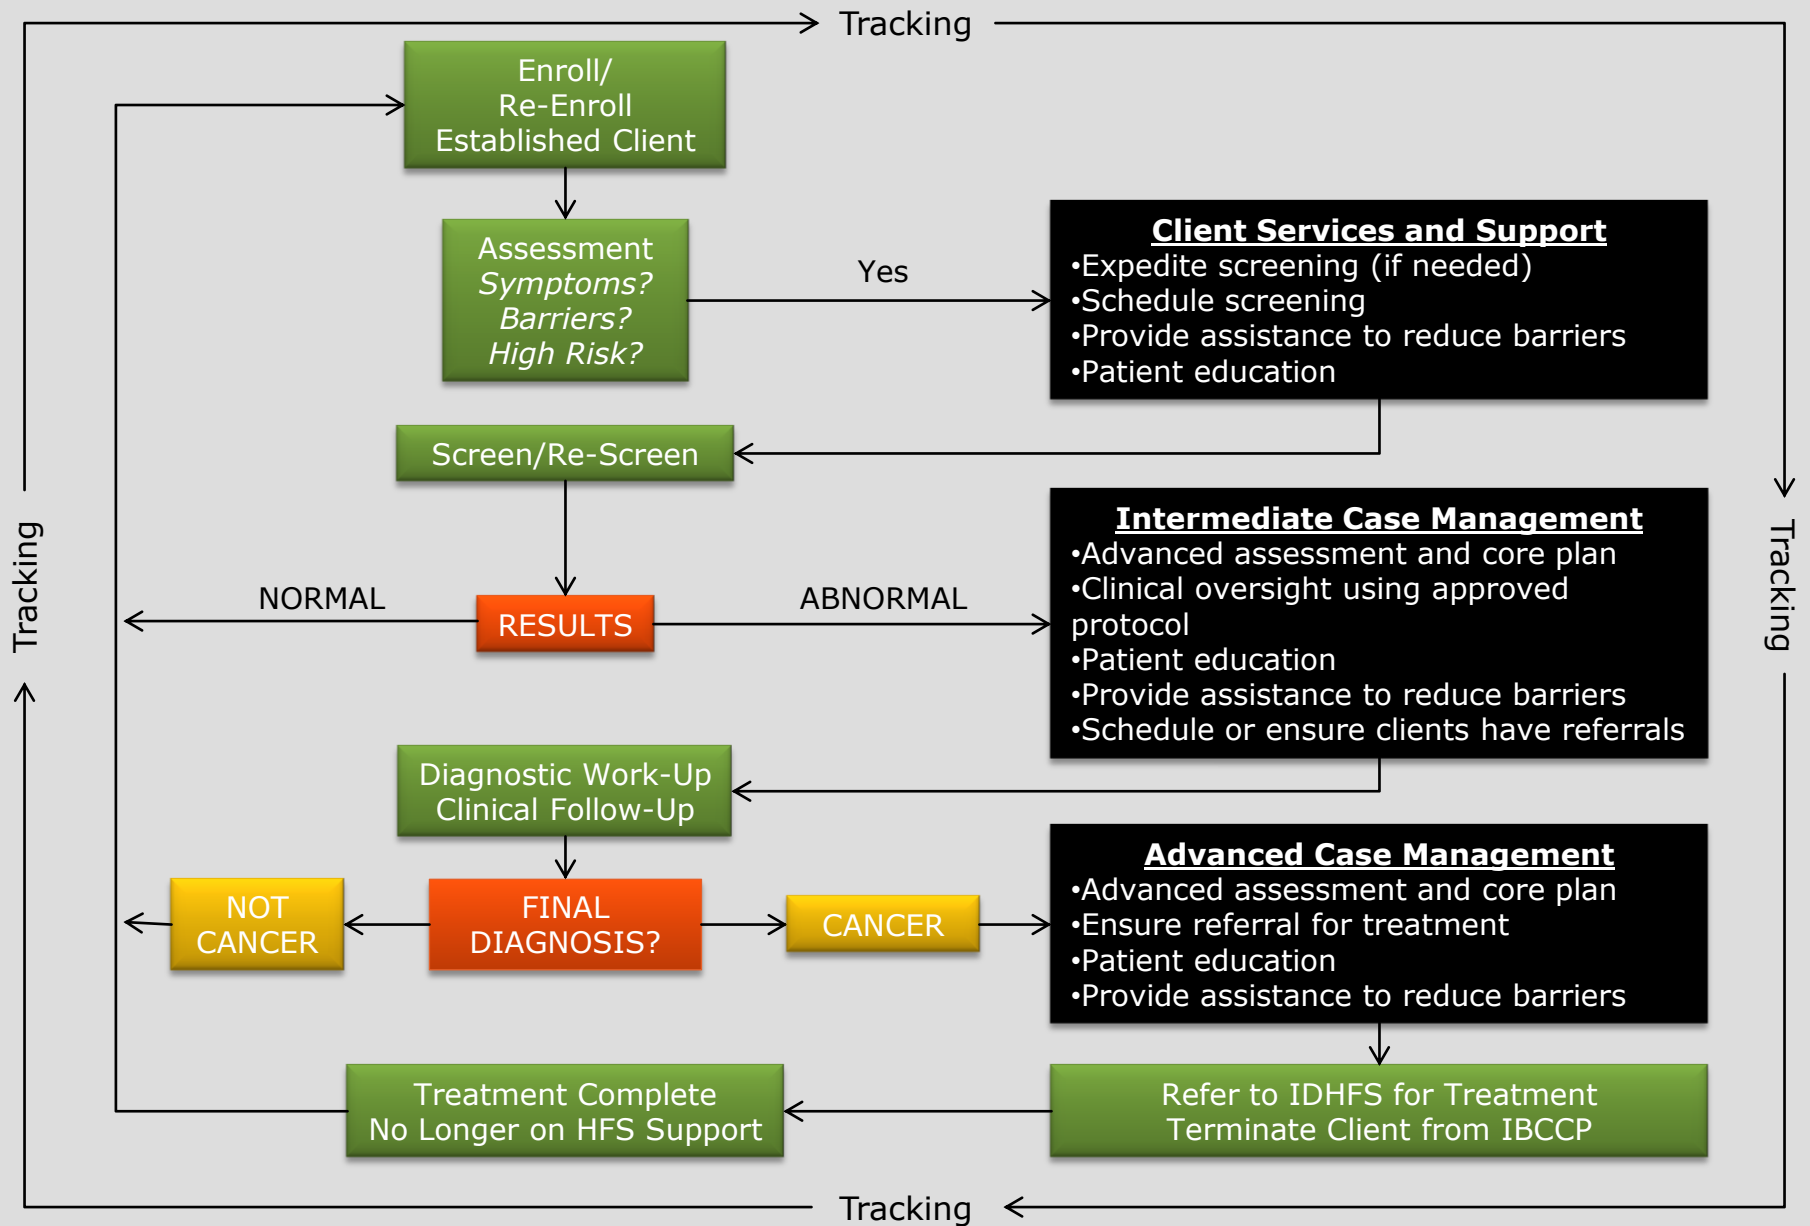 Tracking
Enroll/
Re-Enroll
Established Client
Assessment
Symptoms?
Barriers?
High Risk?
Yes
Client Services and Support
•Expedite screening (if needed)
•Schedule screening
•Provide assistance to reduce barriers
•Patient education
Screen/Re-Screen
Tracking
NORMAL
RESULTS
ABNORMAL
Intermediate Case Management
•Advanced assessment and core plan
•Clinical oversight using approved
protocol
•Patient education
•Provide assistance to reduce barriers
•Schedule or ensure clients have referrals
Tracking
Diagnostic Work-Up
Clinical Follow-Up
NOT
CANCER
FINAL
DIAGNOSIS?
CANCER
Advanced Case Management
•Advanced assessment and core plan
•Ensure referral for treatment
•Patient education
•Provide assistance to reduce barriers
Treatment Complete
No Longer on HFS Support
Refer to IDHFS for Treatment
Terminate Client from IBCCP
Tracking